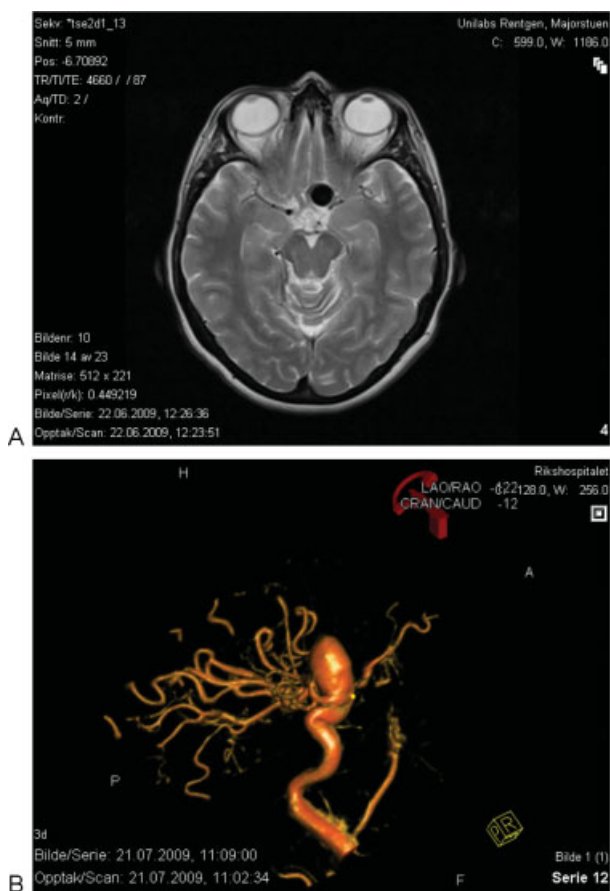 Sekv: *tse2d1_13
Snitt: 5 mm
Pos: -6.70892
TR/TI/TE: 4660 / / 87
Aq/TD: 2 /
Kontr:
Unilabs Rentgen, Majorstuen
C: 599.0, W: 1186.0
Bildenr: 10
Bilde 14 av 23
Matrise: 512 x 221
Pixel(r/k): 0.449219
Bilde/Serie: 22.06.2009, 12:26:36
Opptak/Scan: 22.06.2009, 12:23:51
4
A
H
Rikshospitalet
LAO/RAO -122
C: 128.0, W: 256.0
CRAN/CAUD -12
A
P
R
3d
Bilde/Serie: 21.07.2009, 11:09:00
Opptak/Scan: 21.07.2009, 11:02:34
F
Bilde 1 (1)
Serie 12
B